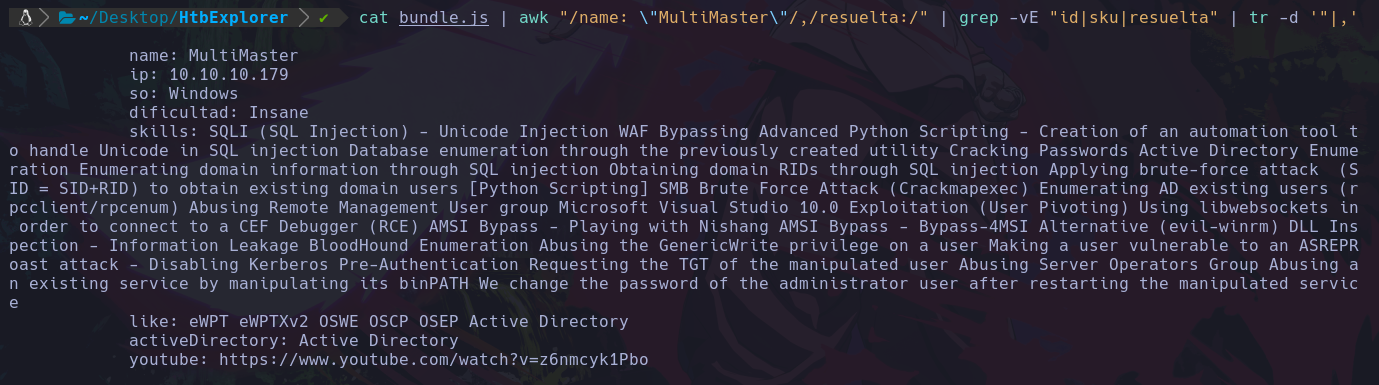 ~/Desktop/HtbExplorer ✔ cat bundle.js | awk "/name: \"MultiMaster\"/,/resuelta:/" | grep -vE "id|sku|resuelta" | tr -d '"|,'
name: MultiMaster
ip: 10.10.10.179
so: Windows
dificultad: Insane
skills: SQLI (SQL Injection) - Unicode Injection WAF Bypassing Advanced Python Scripting - Creation of an automation tool t
o handle Unicode in SQL injection Database enumeration through the previously created utility Cracking Passwords Active Directory Enume
ration Enumerating domain information through SQL injection Obtaining domain RIDs through SQL injection Applying brute-force attack  (S
ID = SID+RID) to obtain existing domain users [Python Scripting] SMB Brute Force Attack (Crackmapexec) Enumerating AD existing users (r
pcclient/rpcenum) Abusing Remote Management User group Microsoft Visual Studio 10.0 Exploitation (User Pivoting) Using libwebsockets in
order to connect to a CEF Debugger (RCE) AMSI Bypass - Playing with Nishang AMSI Bypass - Bypass-4MSI Alternative (evil-winrm) DLL Ins
pection - Information Leakage BloodHound Enumeration Abusing the GenericWrite privilege on a user Making a user vulnerable to an ASREPR
oast attack - Disabling Kerberos Pre-Authentication Requesting the TGT of the manipulated user Abusing Server Operators Group Abusing a
n existing service by manipulating its binPATH We change the password of the administrator user after restarting the manipulated servic
e
like: eWPT eWPTXv2 OSWE OSCP OSEP Active Directory
activeDirectory: Active Directory
youtube: https://www.youtube.com/watch?v=z6nmcyk1Pbo